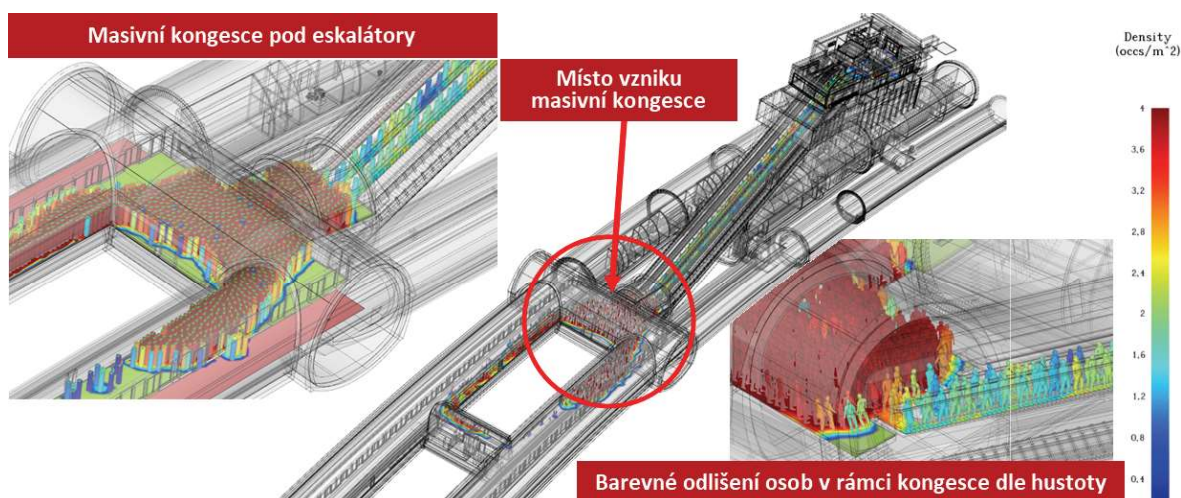 Masivní kongesce pod eskalátory
Místo vzniku
masivní kongesce
Density
(occs/m^2)
4
3,6
3,2
2,8
2,4
2
1,6
1,2
0,8
0,4
Barevné odlišení osob v rámci kongesce dle hustoty